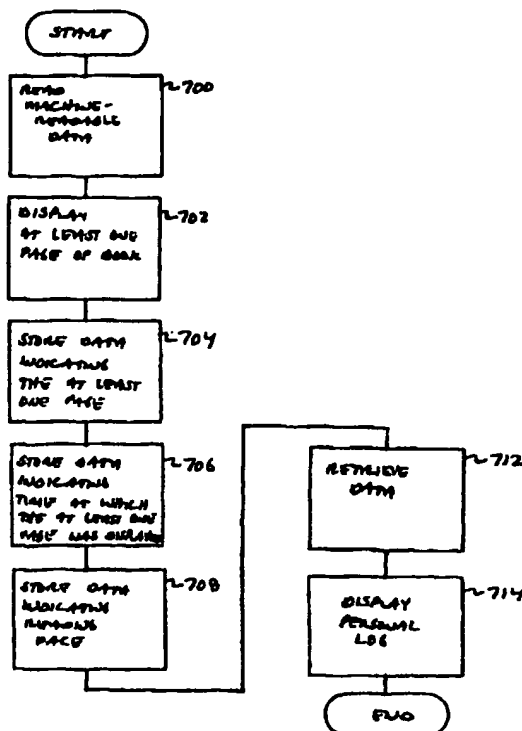 START
READ
MACHINE-
READABLE
DATA
700
DISPLAY
AT LEAST ONE
PAGE OF BOOK
702
STORE DATA
INDICATING
THE AT LEAST
ONE PAGE
704
STORE DATA
INDICATING
TIME AT WHICH
THE AT LEAST ONE
PAGE WAS DISPLAYED
706
STORE DATA
INDICATING
READING
PACE
708
RETRIEVE
DATA
712
DISPLAY
PERSONAL
LOG
714
END